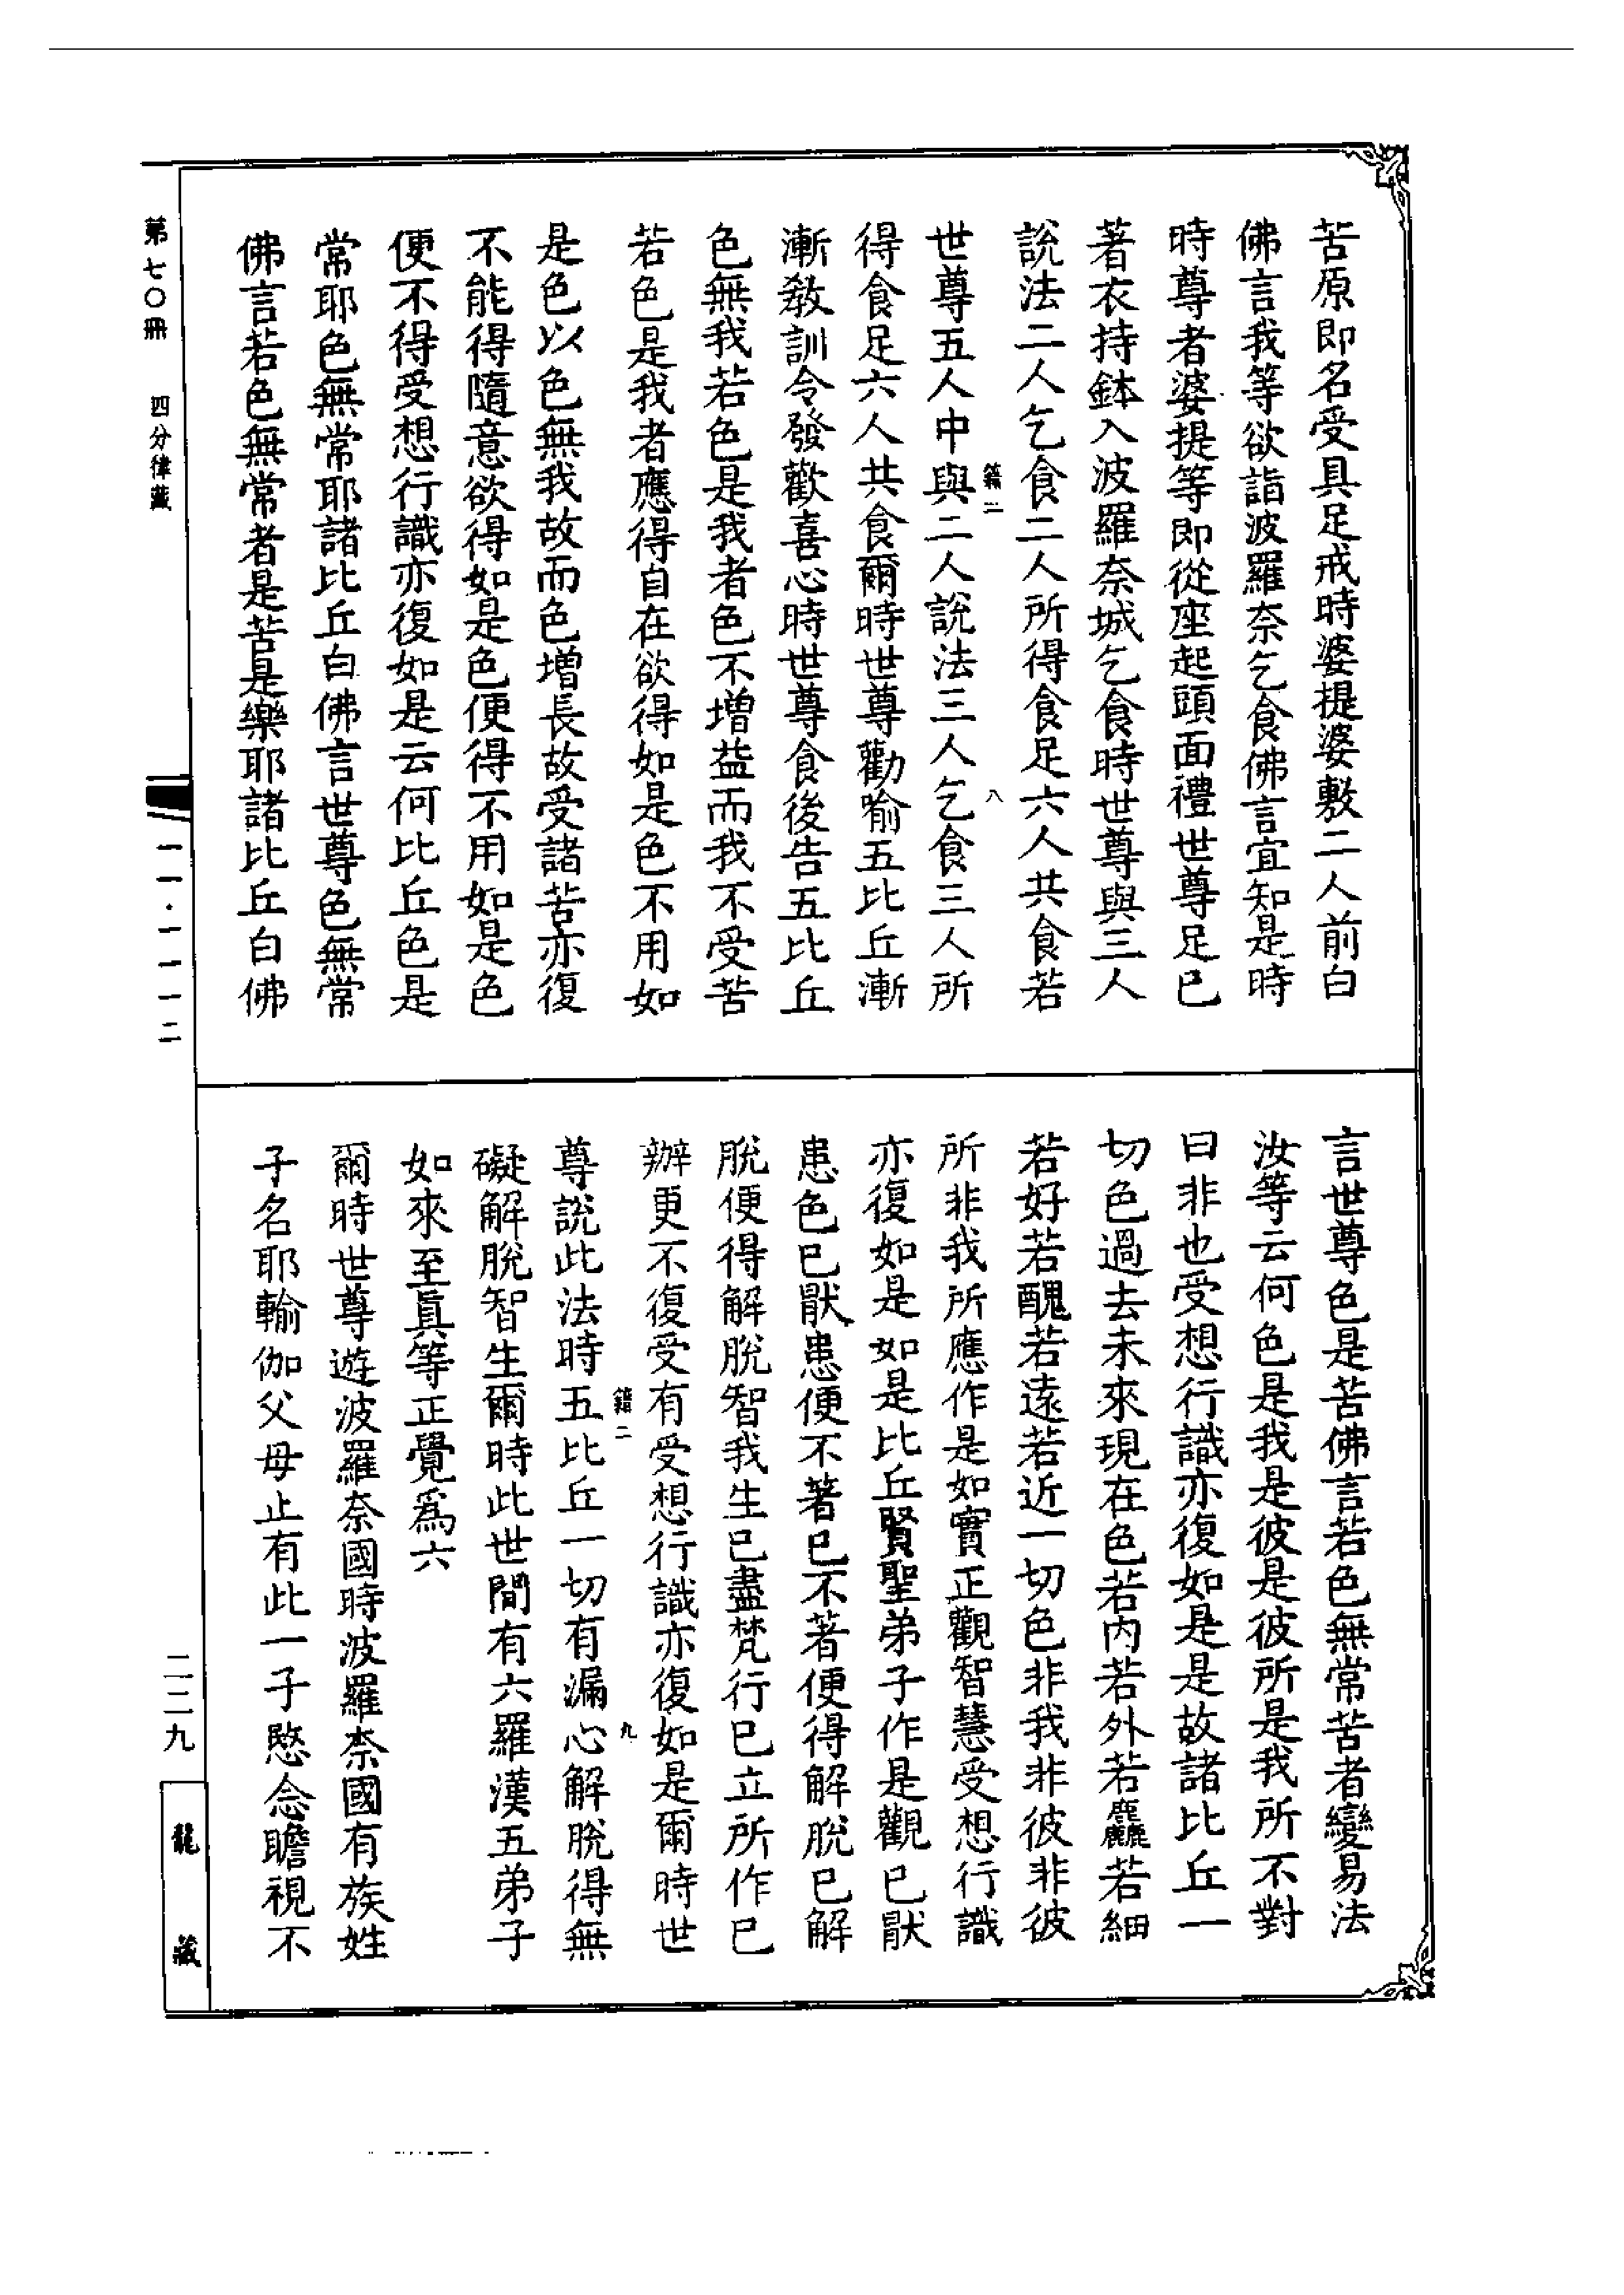 苦原即名受具足戒時婆提婆敷二人前白
佛言我等欲詣波羅奈乞食佛言宜知是時
時尊者婆提等即從座起頭面禮世尊足已
著衣持鉢入波羅奈城乞食時世尊與三人
說法二人乞食二人所得食足六人共食若
籍二
八
世尊五人中與二人說法三人乞食三人所
得食足六人共食爾時世尊勸喻五比丘漸
漸教訓令發歡喜心時世尊食後告五比丘
色無我若色是我者色不增益而我不受苦
若色是我者應得自在欲得如是色不用如
是色以色無我故而色增長故受諸苦亦復
不能得隨意欲得如是色便得不用如是色
便不得受想行識亦復如是云何比丘色是
常耶色無常耶諸比丘白佛言世尊色無常
佛言若色無常者是苦是樂耶諸比丘白佛
言世尊色是苦佛言若色無常苦者變易法
汝等云何色是我是彼是彼所是我所不對
曰非也受想行識亦復如是是故諸比丘一
切色過去未來現在色若內若外若麤若細
若好若醜若遠若近一切色非我非彼非彼
所非我所應作是如實正觀智慧受想行識
亦復如是如是比丘賢聖弟子作是觀已厭
患色已厭患便不著已不著便得解脫已解
脫便得解脫智我生已盡梵行已立所作已
辦更不復受有受想行識亦復如是爾時世
籍二
九
尊說此法時五比丘一切有漏心解脫得無
礙解脫智生爾時此世間有六羅漢五弟子
如來至眞等正覺爲六
爾時世尊遊波羅奈國時波羅柰國有族姓
子名耶輸伽父母止有此一子愍念瞻視不
第七〇冊
四分律藏
一一·一一一二
二二九
龍藏